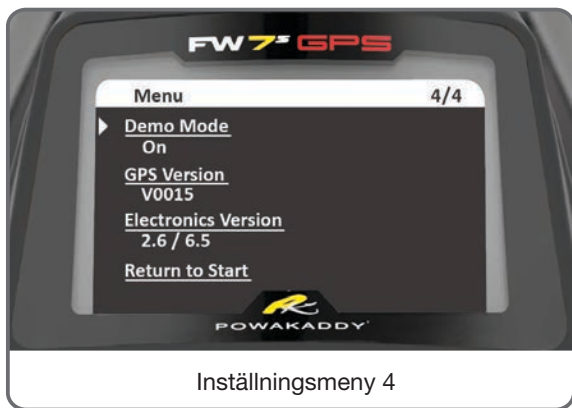 FW7s GPS
Menu 4/4
Demo Mode
On
GPS Version
V0015
Electronics Version
2.6 / 6.5
Return to Start
POWAKADDY
Inställningsmeny 4